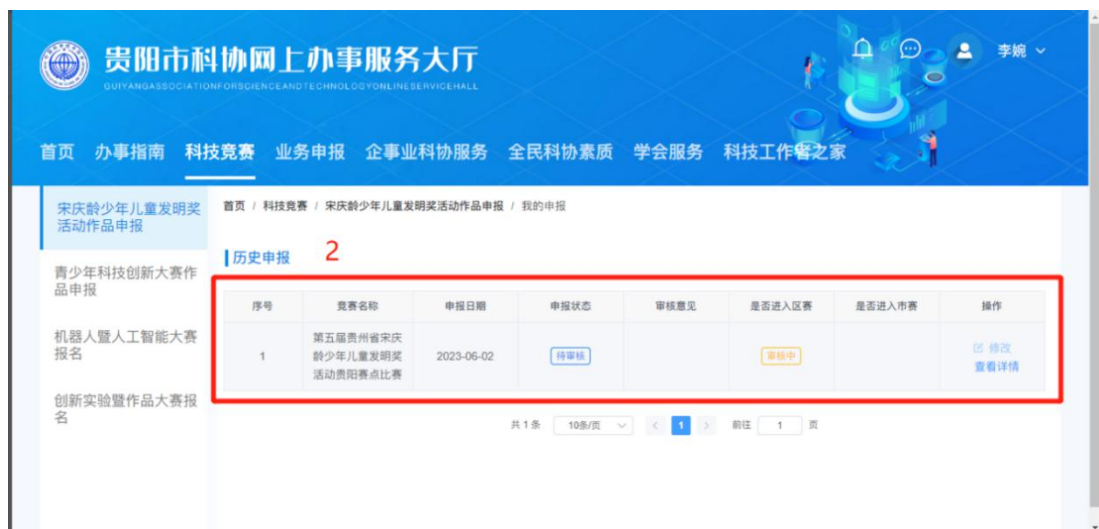 贵阳市科协网上办事服务大厅
GUIYANGASSOCIATIONFORSCIENCEANDTECHNOLOGYONLINESERVICEHALL
李婉
首页 办事指南 科技竞赛 业务申报 企事业科协服务 全民科协素质 学会服务 科技工作者之家
宋庆龄少年儿童发明奖
活动作品申报
青少年科技创新大赛作
品申报
机器人暨人工智能大赛
报名
创新实验暨作品大赛报
名
首页 / 科技竞赛 / 宋庆龄少年儿童发明奖活动作品申报 / 我的申报
历史申报 2
序号 竞赛名称 申报日期 申报状态 审核意见 是否进入区赛 是否进入市赛 操作
1 第五届贵州省宋庆
龄少年儿童发明奖
活动贵阳赛点比赛
2023-06-02 待审核 审核中 修改
查看详情
共 1 条 10条/页 < 1 > 前往 1 页